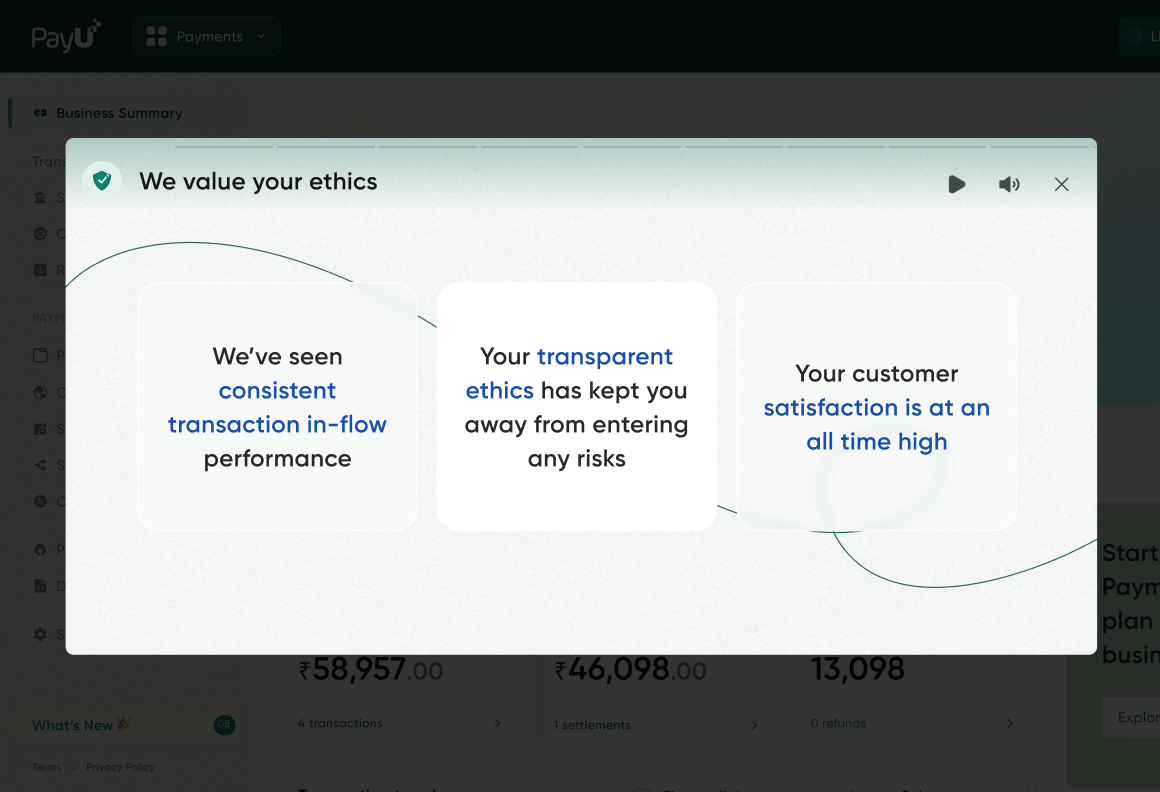 PayU
Payments
Business Summary
Trans
We value your ethics
We've seen
consistent
transaction in-flow
performance
Your transparent
ethics has kept you
away from entering
any risks
Your customer
satisfaction is at an
all time high
PAYM
Start
Paym
plan
busin
Explor
₹58,957.00
4 transactions
₹46,098.00
1 settlements
13,098
0 refunds
What's New
08
Terms
Privacy Policy